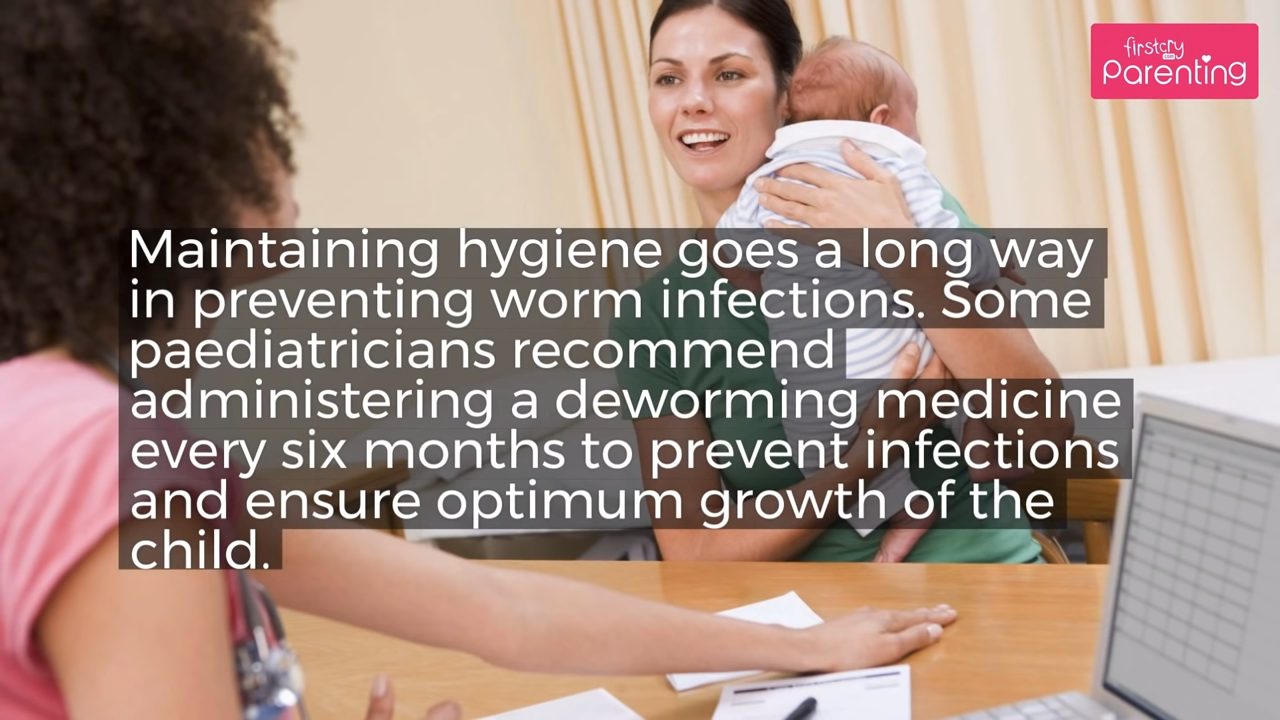 firstcry
.com
Parenting
Maintaining hygiene goes a long way
in preventing worm infections. Some
paediatricians recommend
administering a deworming medicine
every six months to prevent infections
and ensure optimum growth of the
child.